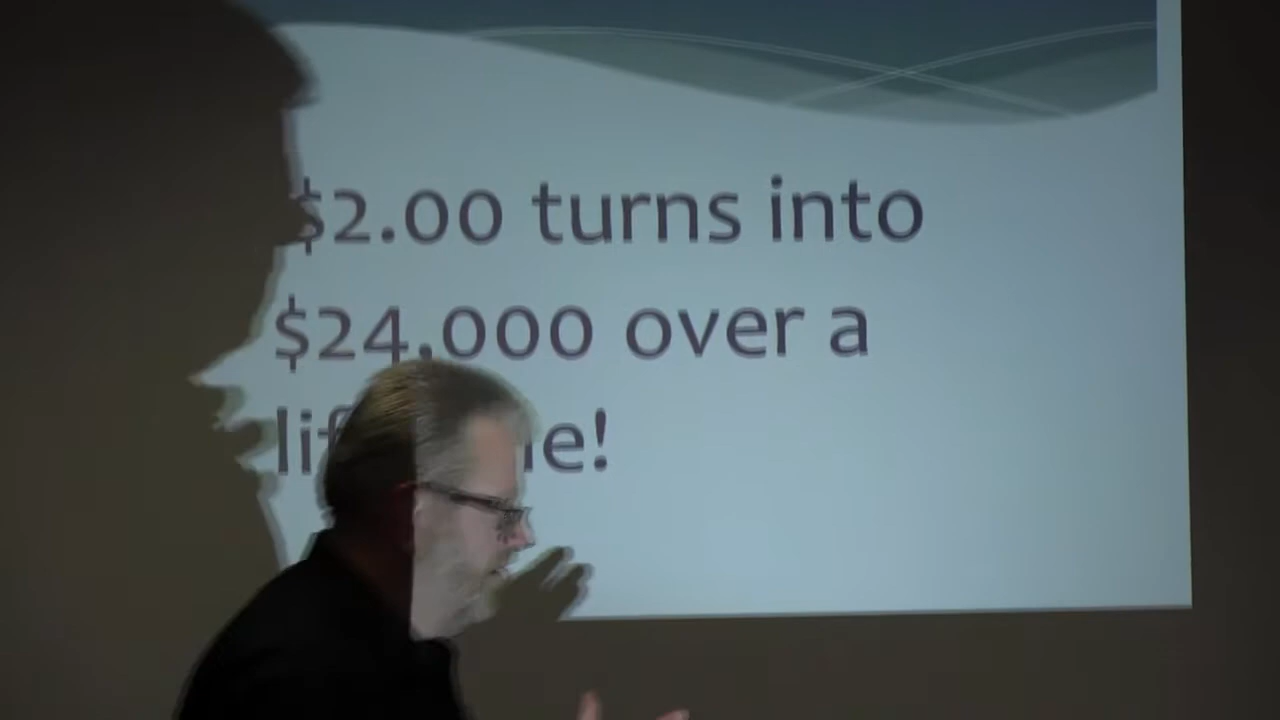 $2.00 turns into
$24,000 over a